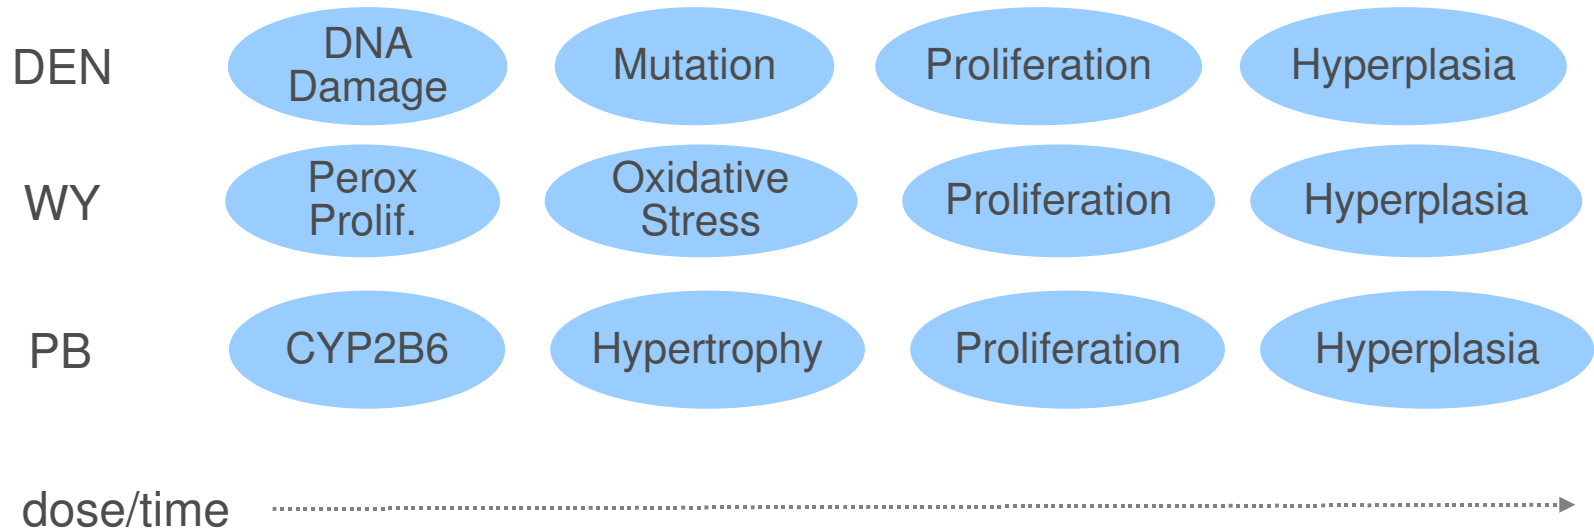 DEN
DNA
Damage
Mutation
Proliferation
Hyperplasia
WY
Perox
Prolif.
Oxidative
Stress
Proliferation
Hyperplasia
PB
CYP2B6
Hypertrophy
Proliferation
Hyperplasia
dose/time